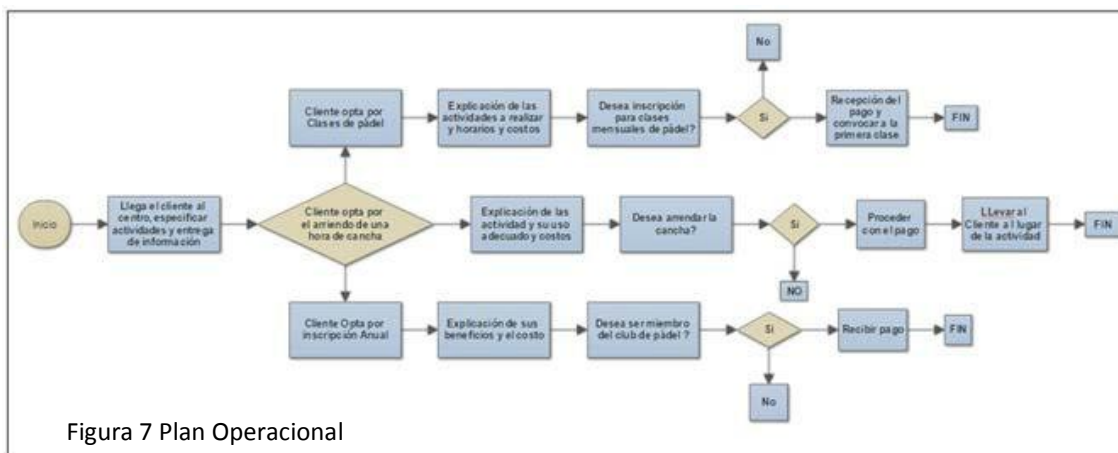 No
Cliente opta por
Clases de pàdel
Explicación de las
actividades a realizar
y horarios y costos
Desea inscripción
para clases
mensuales de pàdel?
Si
Recepción del
pago y
convocar a la
primera clase
FIN
Inicio
Llega el cliente al
centro, especificar
actividades y entrega
de información
Cliente opta por
el arriendo de una
hora de cancha
Explicación de las
actividad y su uso
adecuado y costos
Desea arrendar la
cancha?
Si
NO
Proceder
con el pago
LLevar al
Cliente al lugar
de la actividad
FIN
Cliente Opta por
inscripción Anual
Explicación de sus
beneficios y el costo
Desea ser miembro
del club de pàdel ?
Si
Recibir pago
FIN
No
Figura 7 Plan Operacional